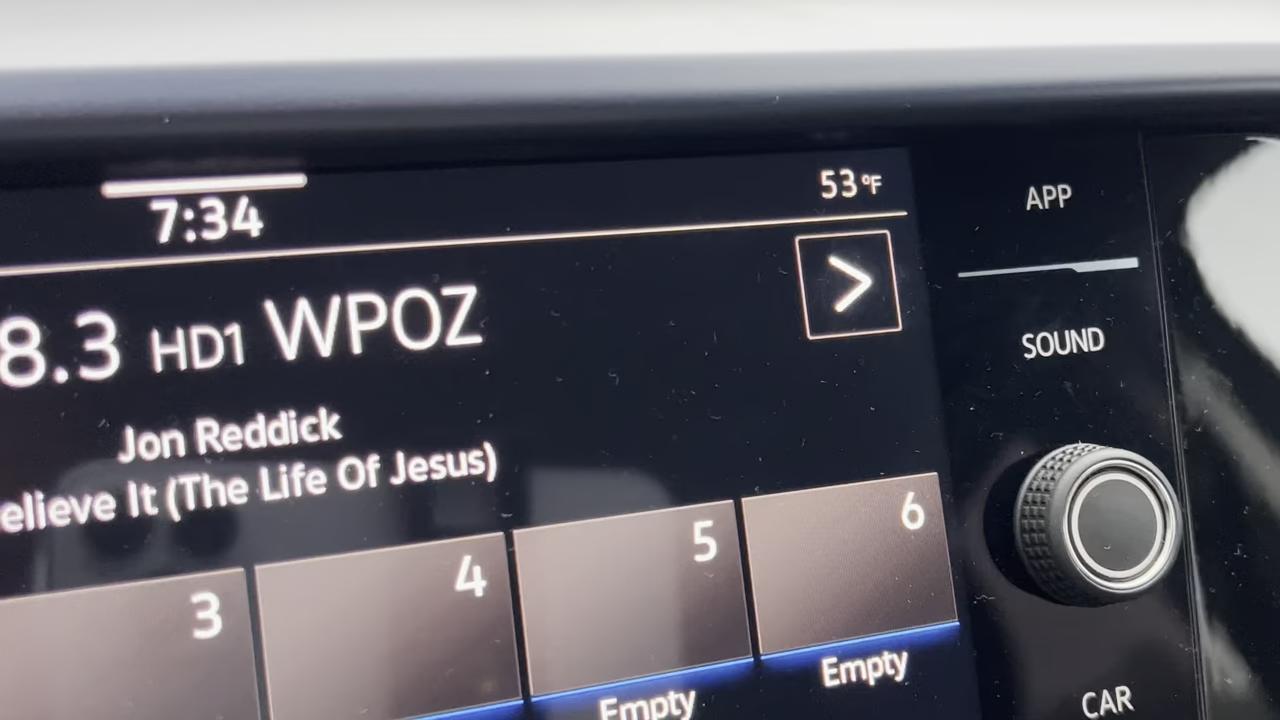 7:34
53 °F
APP
8.3 HD1 WPOZ
>
SOUND
Jon Reddick
elieve It (The Life Of Jesus)
3
4
5
6
Empty
Empty
CAR